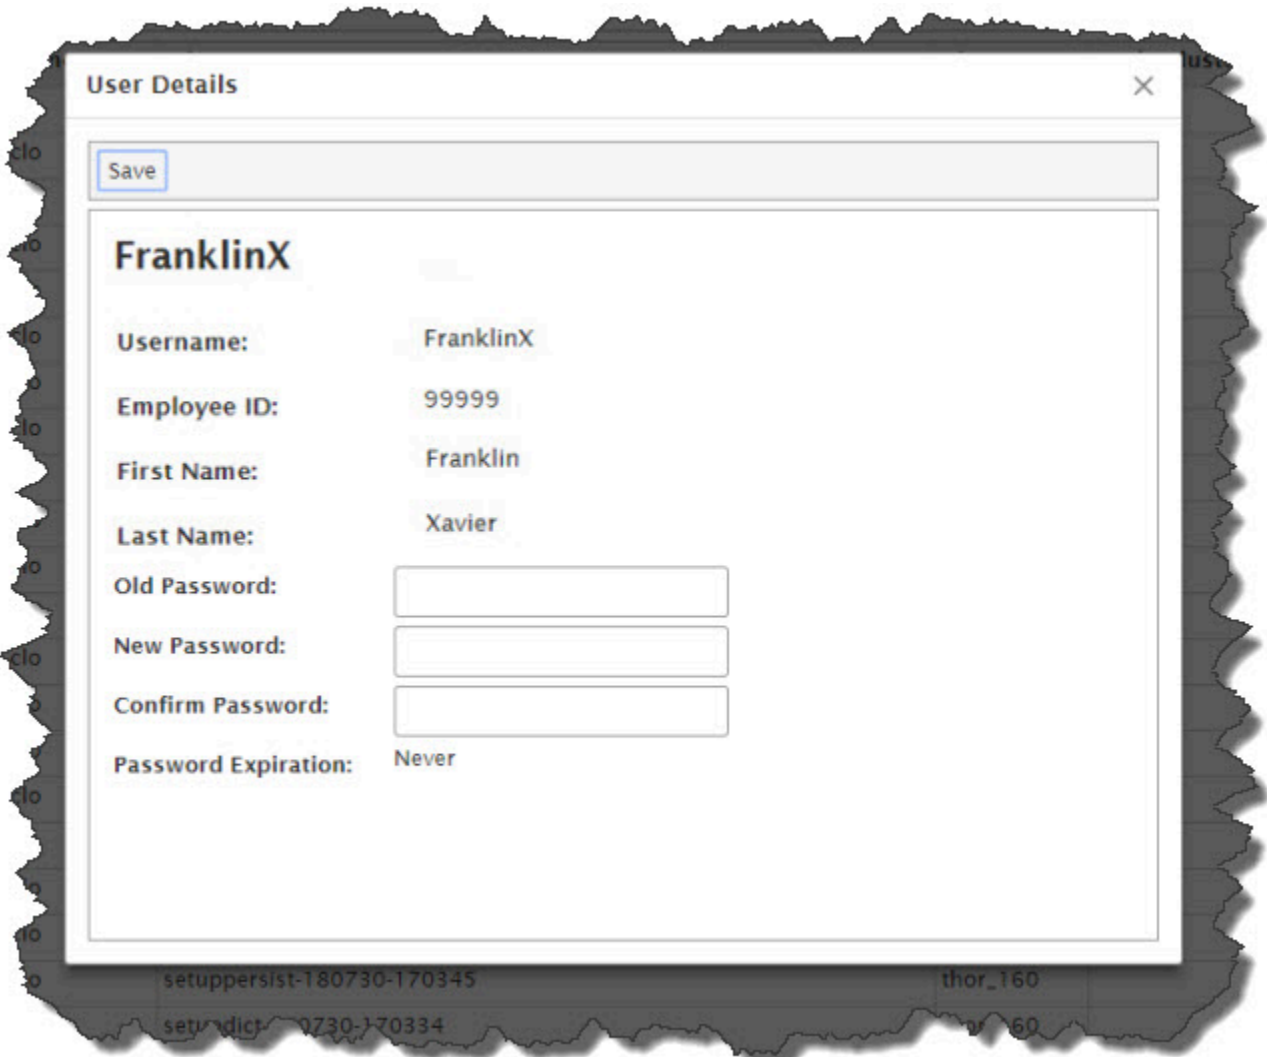 User Details
Save
FranklinX
Username: FranklinX
Employee ID: 99999
First Name: Franklin
Last Name: Xavier
Old Password:
New Password:
Confirm Password:
Password Expiration: Never
setuppersist-180730-170345 thor_160